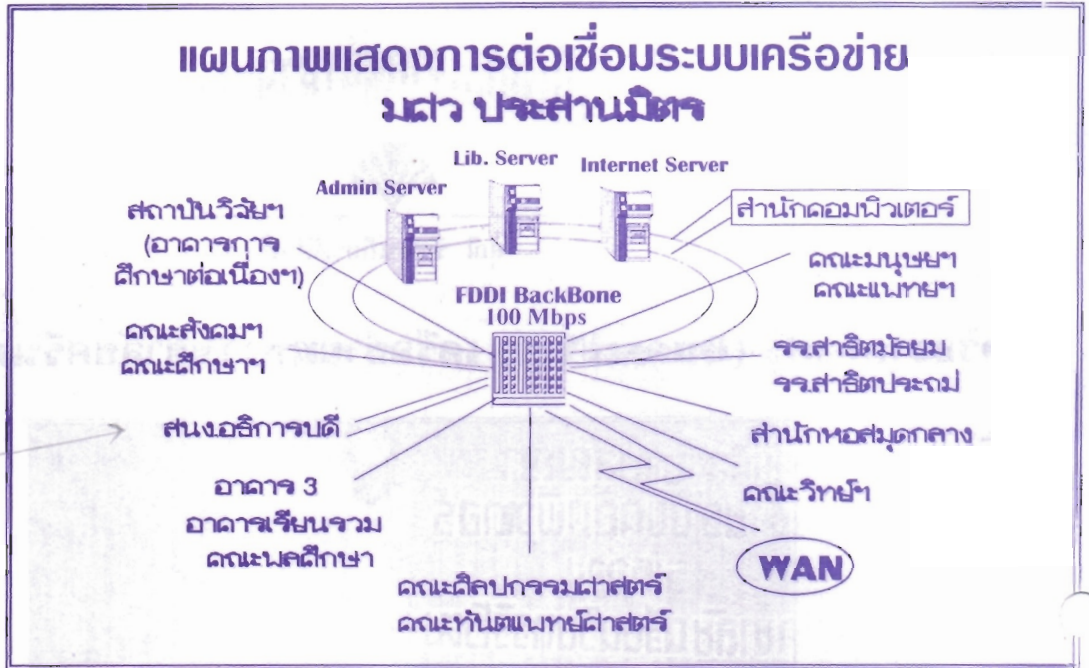 แผนภาพแสดงการต่อเชื่อมระบบเครือข่าย
มศว ประสานมิตร
Lib. Server
Internet Server
Admin Server
สถาบันวิจัยฯ
(อาคารการ
ศึกษาต่อเนื่องฯ)
สำนักคอมพิวเตอร์
คณะมนุษยฯ
คณะแพทยฯ
FDDI BackBone
100 Mbps
คณะสังคมฯ
คณะศึกษาฯ
รร.สาธิตมัธยม
รร.สาธิตประถม
สนง.อธิการบดี
สำนักหอสมุดกลาง
อาคาร 3
อาคารเรียนรวม
คณะพลศึกษา
คณะวิทย์ฯ
WAN
คณะศิลปกรรมศาสตร์
คณะทันตแพทย์ศาสตร์